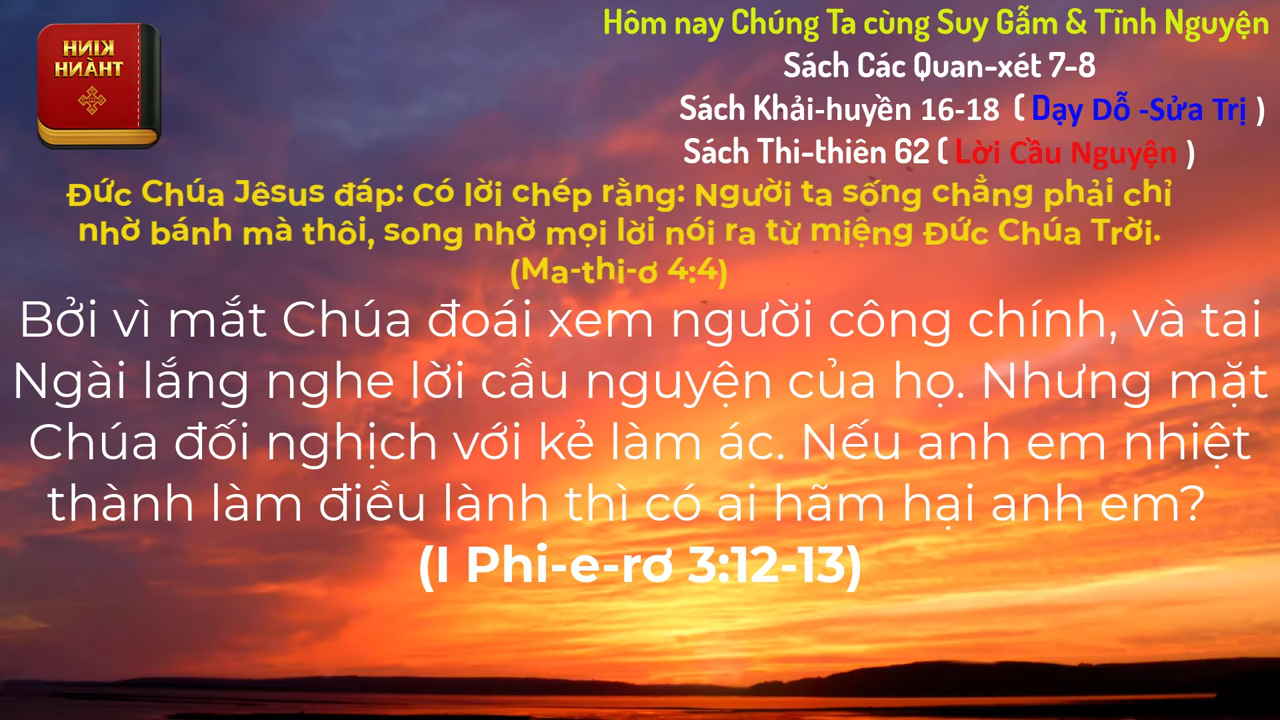 KINH
THÁNH
Hôm nay Chúng Ta cùng Suy Gẫm & Tĩnh Nguyện
Sách Các Quan-xét 7-8
Sách Khải-huyền 16-18 ( Dạy Dỗ -Sửa Trị )
Sách Thi-thiên 62 ( Lời Cầu Nguyện )
Đức Chúa Jêsus đáp: Có lời chép rằng: Người ta sống chẳng phải chỉ
nhờ bánh mà thôi, song nhờ mọi lời nói ra từ miệng Đức Chúa Trời.
(Ma-thi-ơ 4:4)
Bởi vì mắt Chúa đoái xem người công chính, và tai
Ngài lắng nghe lời cầu nguyện của họ. Nhưng mặt
Chúa đối nghịch với kẻ làm ác. Nếu anh em nhiệt
thành làm điều lành thì có ai hãm hại anh em?
(I Phi-e-rơ 3:12-13)